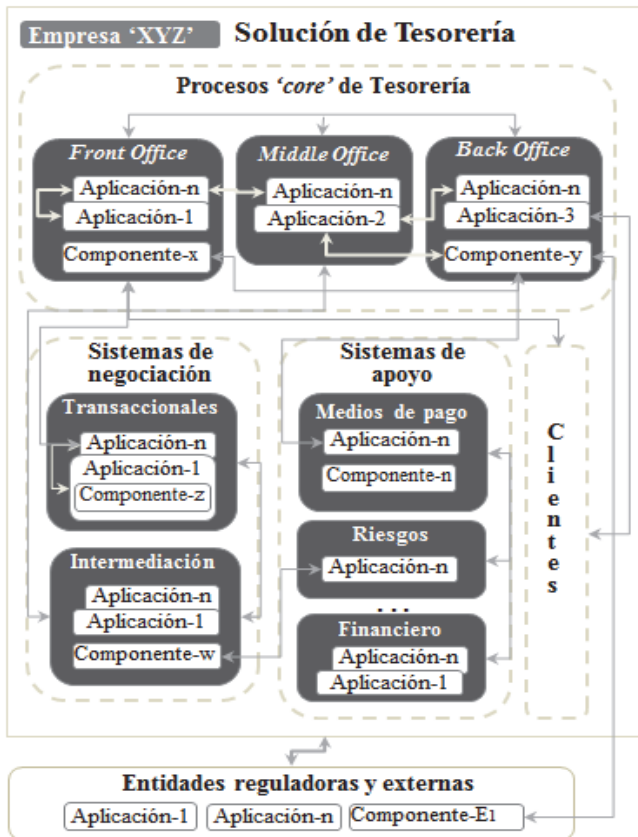 Empresa ‘XYZ’
Solución de Tesorería
Procesos ‘core’ de Tesorería
Front Office
Aplicación-n
Aplicación-1
Componente-x
Middle Office
Aplicación-n
Aplicación-2
Back Office
Aplicación-n
Aplicación-3
Componente-y
Sistemas de
negociación
Transaccionales
Aplicación-n
Aplicación-1
Componente-z
Intermediación
Aplicación-n
Aplicación-1
Componente-w
Sistemas de
apoyo
Medios de pago
Aplicación-n
Componente-n
Riesgos
Aplicación-n
...
Financiero
Aplicación-n
Aplicación-1
Clientes
Entidades reguladoras y externas
Aplicación-1
Aplicación-n
Componente-E1